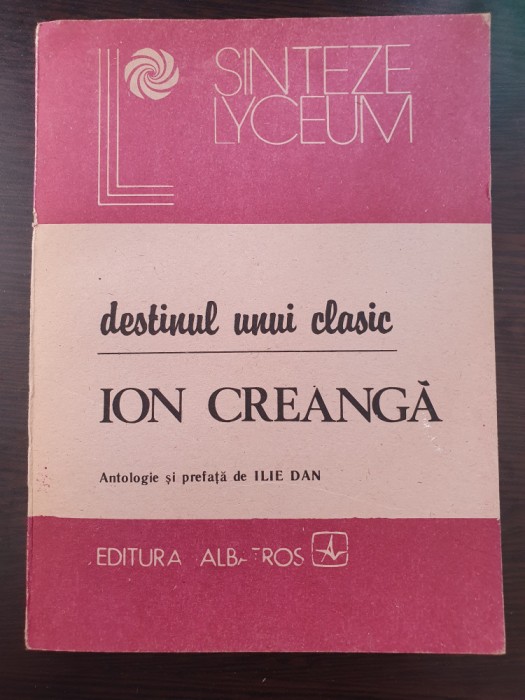 SINTEZE
LYCEUM
destinul unui clasic
ION CREANGĂ
Antologie și prefață de ILIE DAN
EDITURA ALBATROS